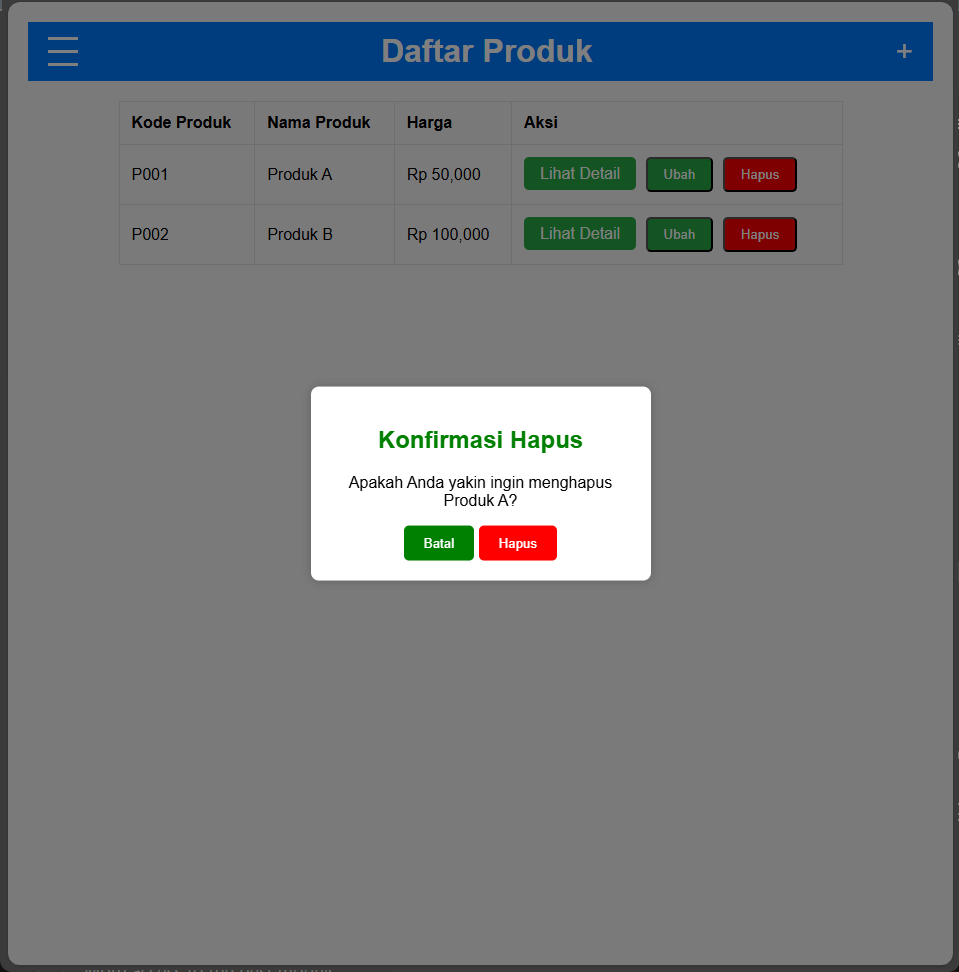 Daftar Produk +
Kode Produk Nama Produk Harga Aksi
P001 Produk A Rp 50,000 Lihat Detail Ubah Hapus
P002 Produk B Rp 100,000 Lihat Detail Ubah Hapus
Konfirmasi Hapus
Apakah Anda yakin ingin menghapus
Produk A?
Batal Hapus